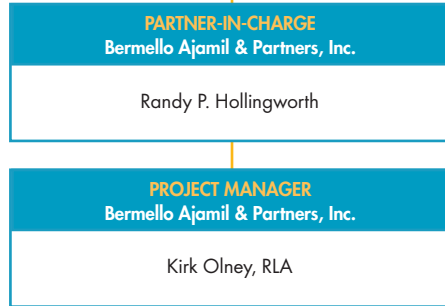 PARTNER-IN-CHARGE
Bermello Ajamil & Partners, Inc.
Randy P. Hollingworth
PROJECT MANAGER
Bermello Ajamil & Partners, Inc.
Kirk Olney, RLA